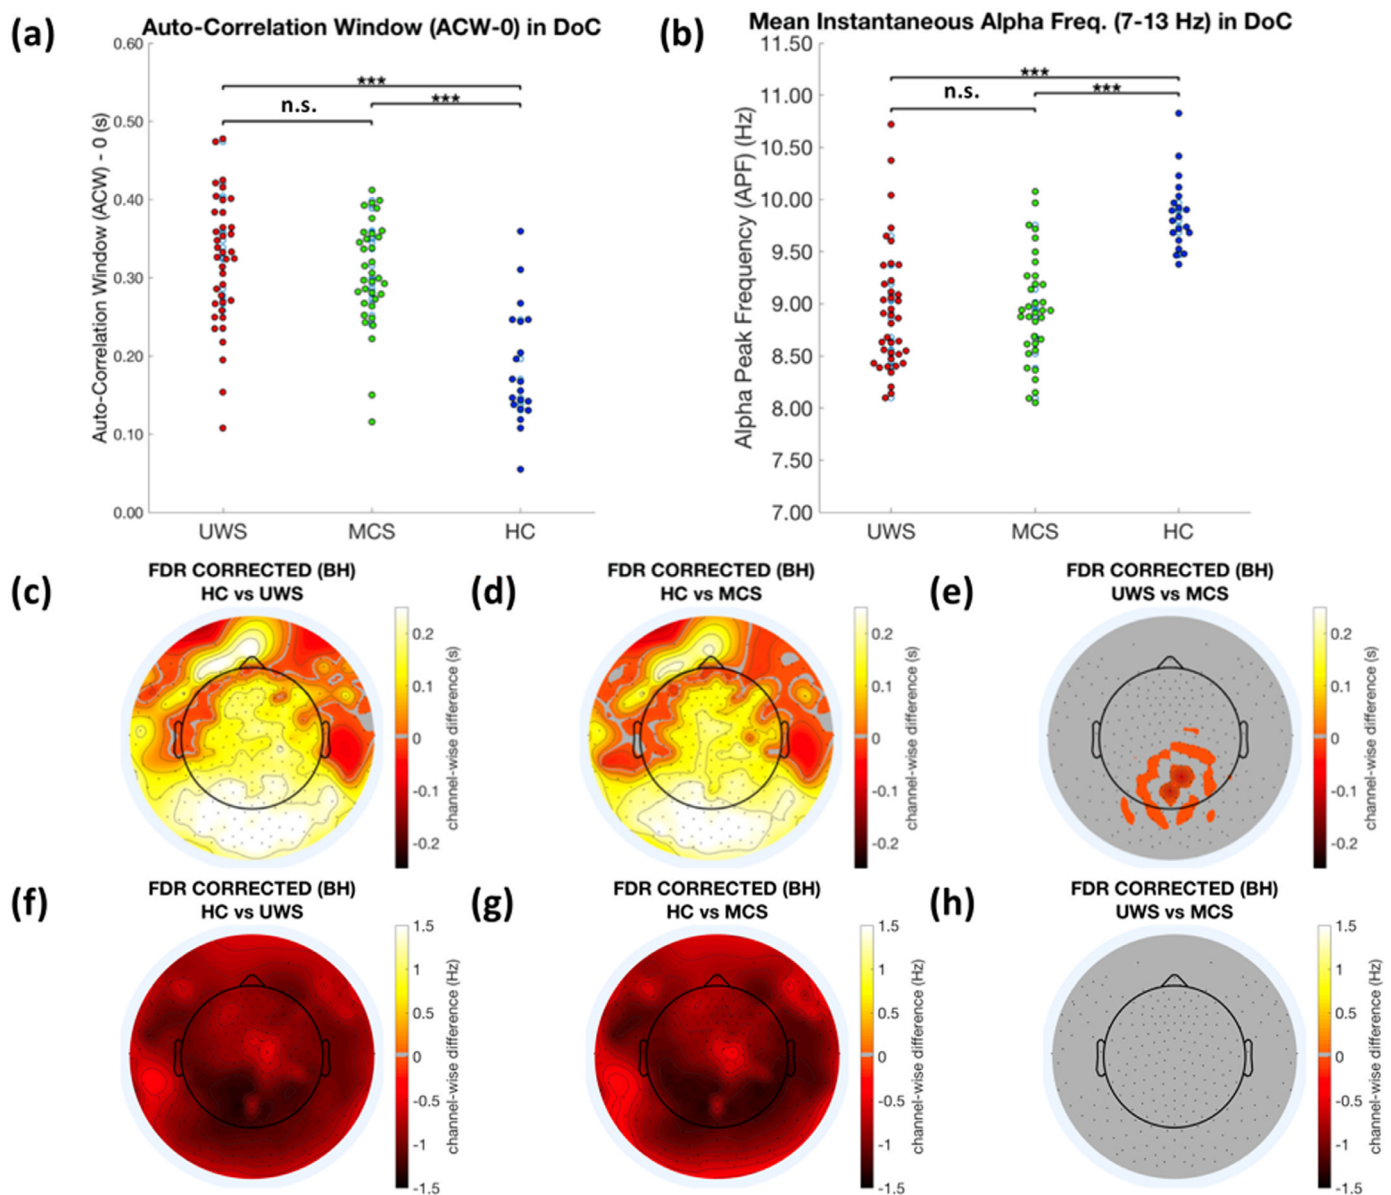 (a)
Auto-Correlation Window (ACW-0) in DoC
Auto-Correlation Window (ACW) - 0 (s)
0.60
0.50
0.40
0.30
0.20
0.10
0.00
***
***
n.s.
UWS
MCS
HC
(b)
Mean Instantaneous Alpha Freq. (7-13 Hz) in DoC
Alpha Peak Frequency (APF) (Hz)
11.50
11.00
10.50
10.00
9.50
9.00
8.50
8.00
7.50
7.00
***
***
n.s.
UWS
MCS
HC
(c)
FDR CORRECTED (BH)
HC vs UWS
0.2
0.1
0
-0.1
-0.2
channel-wise difference (s)
(d)
FDR CORRECTED (BH)
HC vs MCS
0.2
0.1
0
-0.1
-0.2
channel-wise difference (s)
(e)
FDR CORRECTED (BH)
UWS vs MCS
0.2
0.1
0
-0.1
-0.2
channel-wise difference (s)
(f)
FDR CORRECTED (BH)
HC vs UWS
1.5
1
0.5
0
-0.5
-1
-1.5
channel-wise difference (Hz)
(g)
FDR CORRECTED (BH)
HC vs MCS
1.5
1
0.5
0
-0.5
-1
-1.5
channel-wise difference (Hz)
(h)
FDR CORRECTED (BH)
UWS vs MCS
1.5
1
0.5
0
-0.5
-1
-1.5
channel-wise difference (Hz)